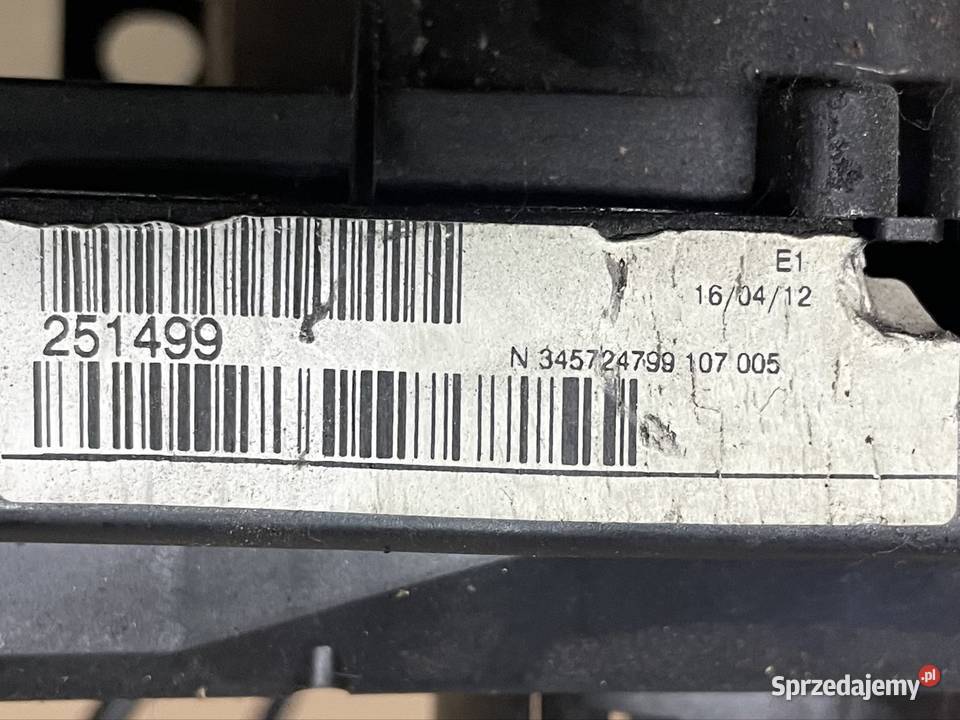 E1
16/04/12
251499
N 345724799 107 005
Sprzedajemy.pl